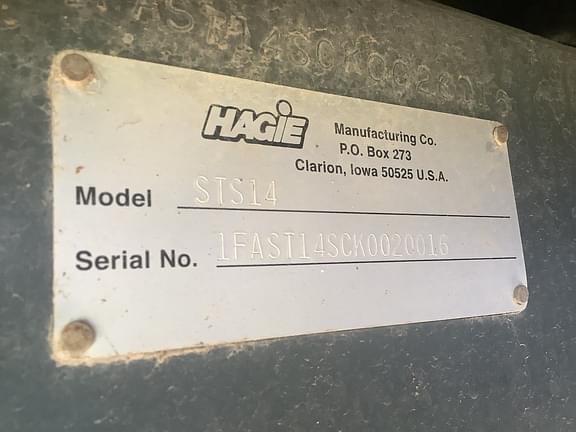 HAGIE
Manufacturing Co.
P.O. Box 273
Clarion, Iowa 50525 U.S.A.
Model STS14
Serial No. 1FAST14SCK0020016